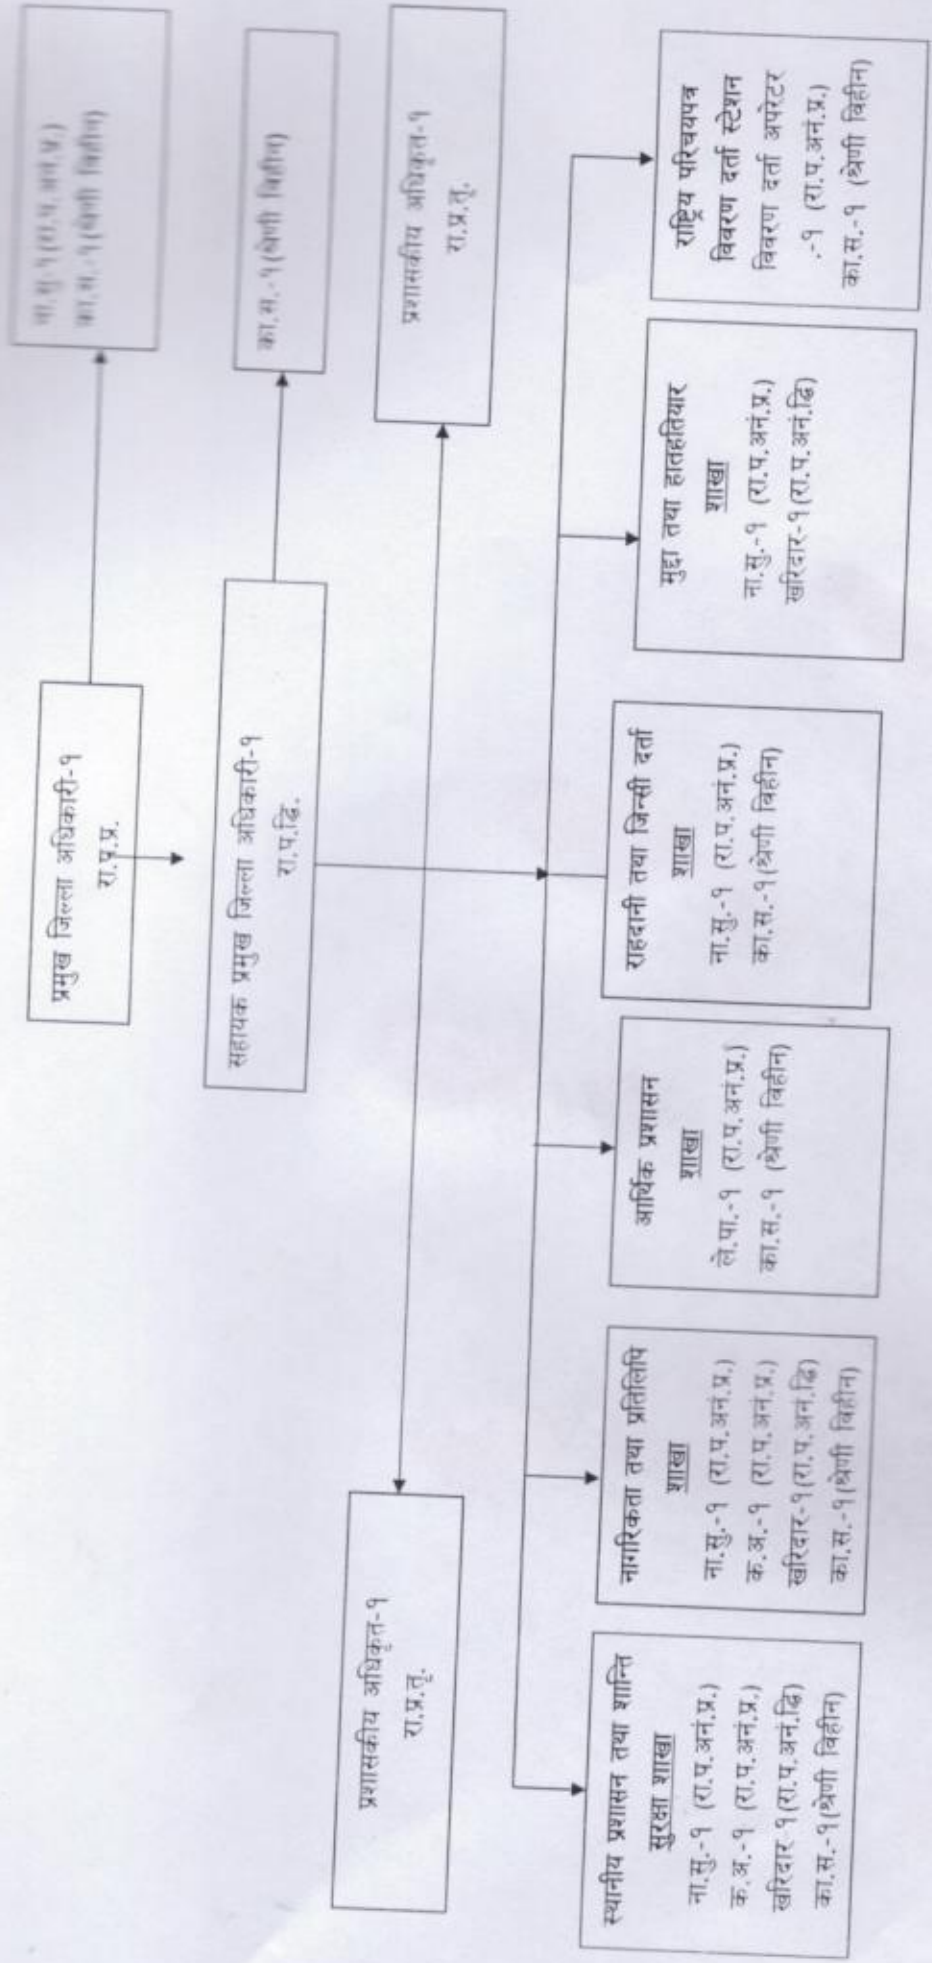 प्रमुख जिल्ला अधिकारी-१
रा.प.प्र.
का.स.-१(श्रेणी विहीन)
सहायक प्रमुख जिल्ला अधिकारी-१
रा.प.द्वि.
का.स.-१(श्रेणी विहीन)
प्रशासकीय अधिकृत-१
रा.प्र.तृ.
प्रशासकीय अधिकृत-१
रा.प्र.तृ.
स्थानीय प्रशासन तथा शान्ति
सुरक्षा शाखा
ना.सु.-१ (रा.प.अनं.प्र.)
क.अ.-१ (रा.प.अनं.प्र.)
खरिदार १(रा.प.अनं.द्वि)
का.स.-१(श्रेणी विहीन)
नागरिकता तथा प्रतिलिपि
शाखा
ना.सु.-१ (रा.प.अनं.प्र.)
क.अ.-१ (रा.प.अनं.प्र.)
खरिदार-१(रा.प.अनं.द्वि)
का.स.-१(श्रेणी विहीन)
आर्थिक प्रशासन
शाखा
ले.पा.-१ (रा.प.अनं.प्र.)
का.स.-१ (श्रेणी विहीन)
राहदानी तथा जिन्सी दर्ता
शाखा
ना.सु.-१ (रा.प.अनं.प्र.)
का.स.-१(श्रेणी विहीन)
मुद्दा तथा हातहतियार
शाखा
ना.सु.-१ (रा.प.अनं.प्र.)
खरिदार-१(रा.प.अनं.द्वि)
राष्ट्रिय परिचयपत्र
विवरण दर्ता स्टेशन
विवरण दर्ता अपरेटर
.-१ (रा.प.अनं.प्र.)
का.स.-१ (श्रेणी विहीन)